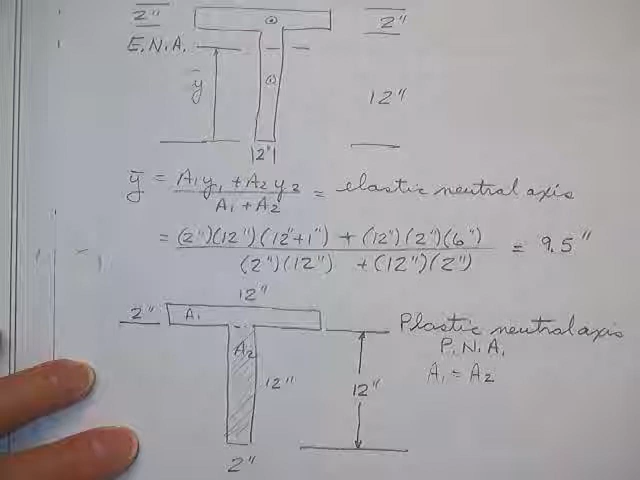 2"
2"
E.N.A.
ȳ
12"
2"
ȳ = A₁y₁ + A₂y₂ / A₁ + A₂ = elastic neutral axis
= (2")(12")(12"+1") + (12")(2")(6") / (2")(12") + (12")(2") = 9.5"
12"
2"
A₁
Plastic neutral axis
P.N.A.
A₂
12"
12"
A₁ = A₂
2"